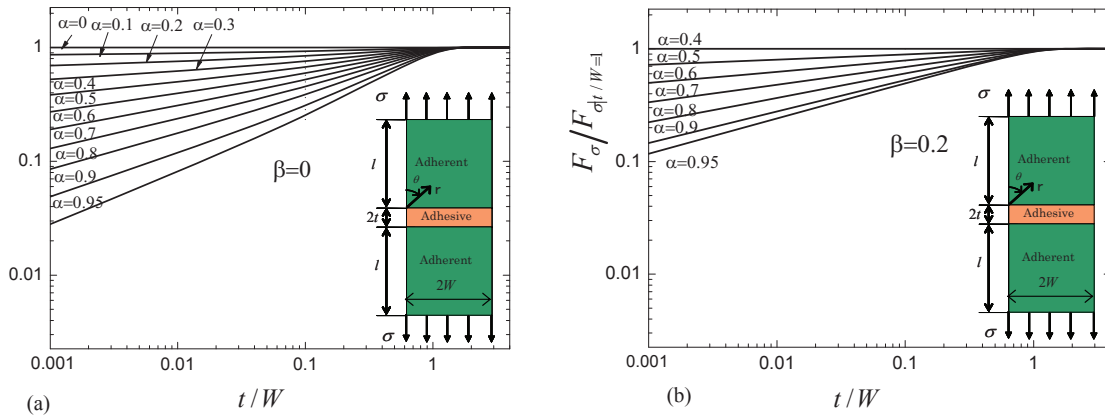 α=0
α=0.1
α=0.2
α=0.3
1
α=0.4
α=0.5
α=0.6
α=0.7
α=0.8
α=0.9
α=0.95
0.1
0.01
β=0
σ
l
Adherent
θ
r
2t
Adhesive
l
Adherent
2W
σ
0.001
0.01
0.1
1
t/W
(a)
F_σ/F_σ|t/W=1
1
α=0.4
α=0.5
α=0.6
α=0.7
α=0.8
α=0.9
α=0.95
0.1
0.01
β=0.2
σ
l
Adherent
θ
r
2t
Adhesive
l
Adherent
2W
σ
0.001
0.01
0.1
1
t/W
(b)